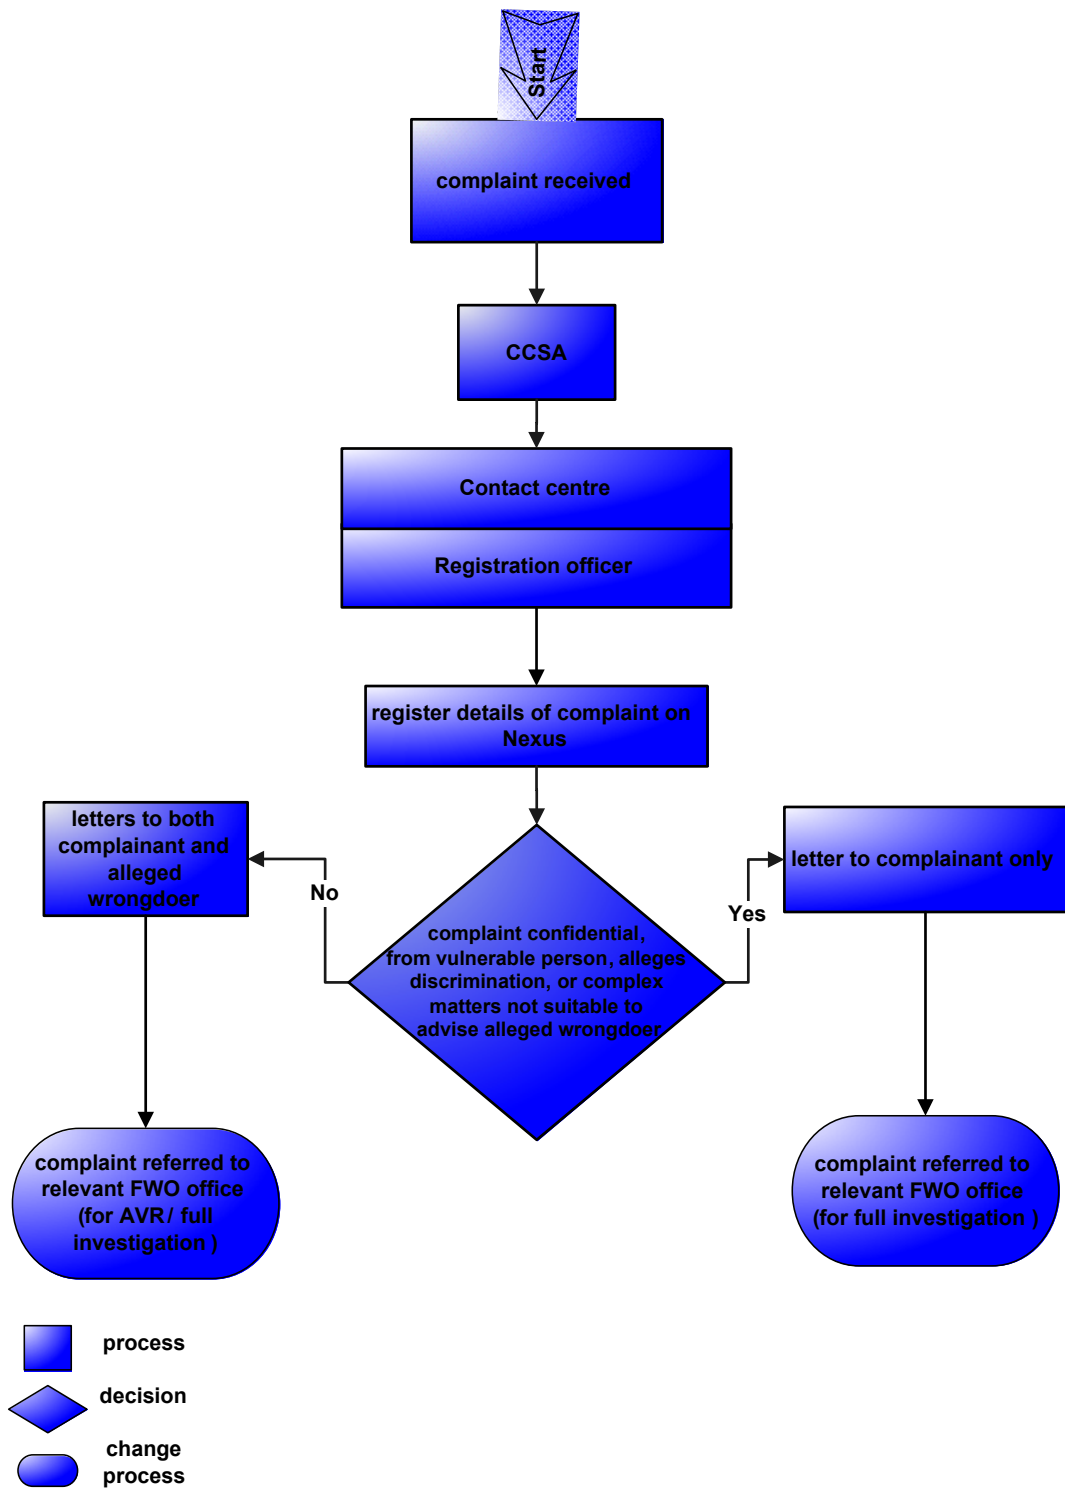 Start
complaint received
CCSA
Contact centre
Registration officer
register details of complaint on
Nexus
letters to both
complainant and
alleged
wrongdoer
No
letter to complainant only
Yes
complaint confidential,
from vulnerable person, alleges
discrimination, or complex
matters not suitable to
advise alleged wrongdoer
complaint referred to
relevant FWO office
(for AVR / full
investigation )
complaint referred to
relevant FWO office
(for full investigation )
process
decision
change
process